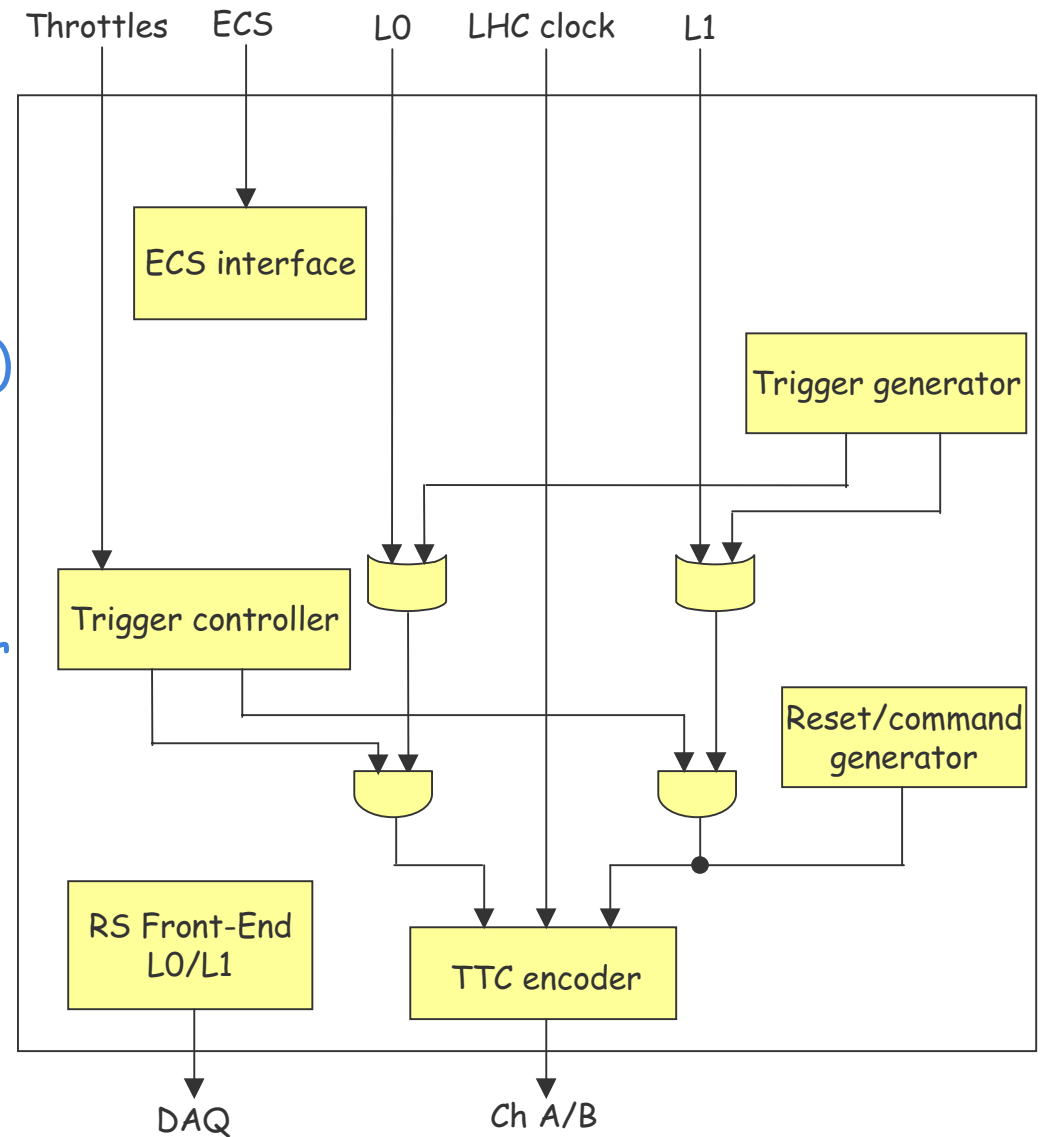 Throttles
ECS
L0
LHC clock
L1
ECS interface
Trigger generator
Trigger controller
Reset/command
generator
RS Front-End
L0/L1
TTC encoder
DAQ
Ch A/B